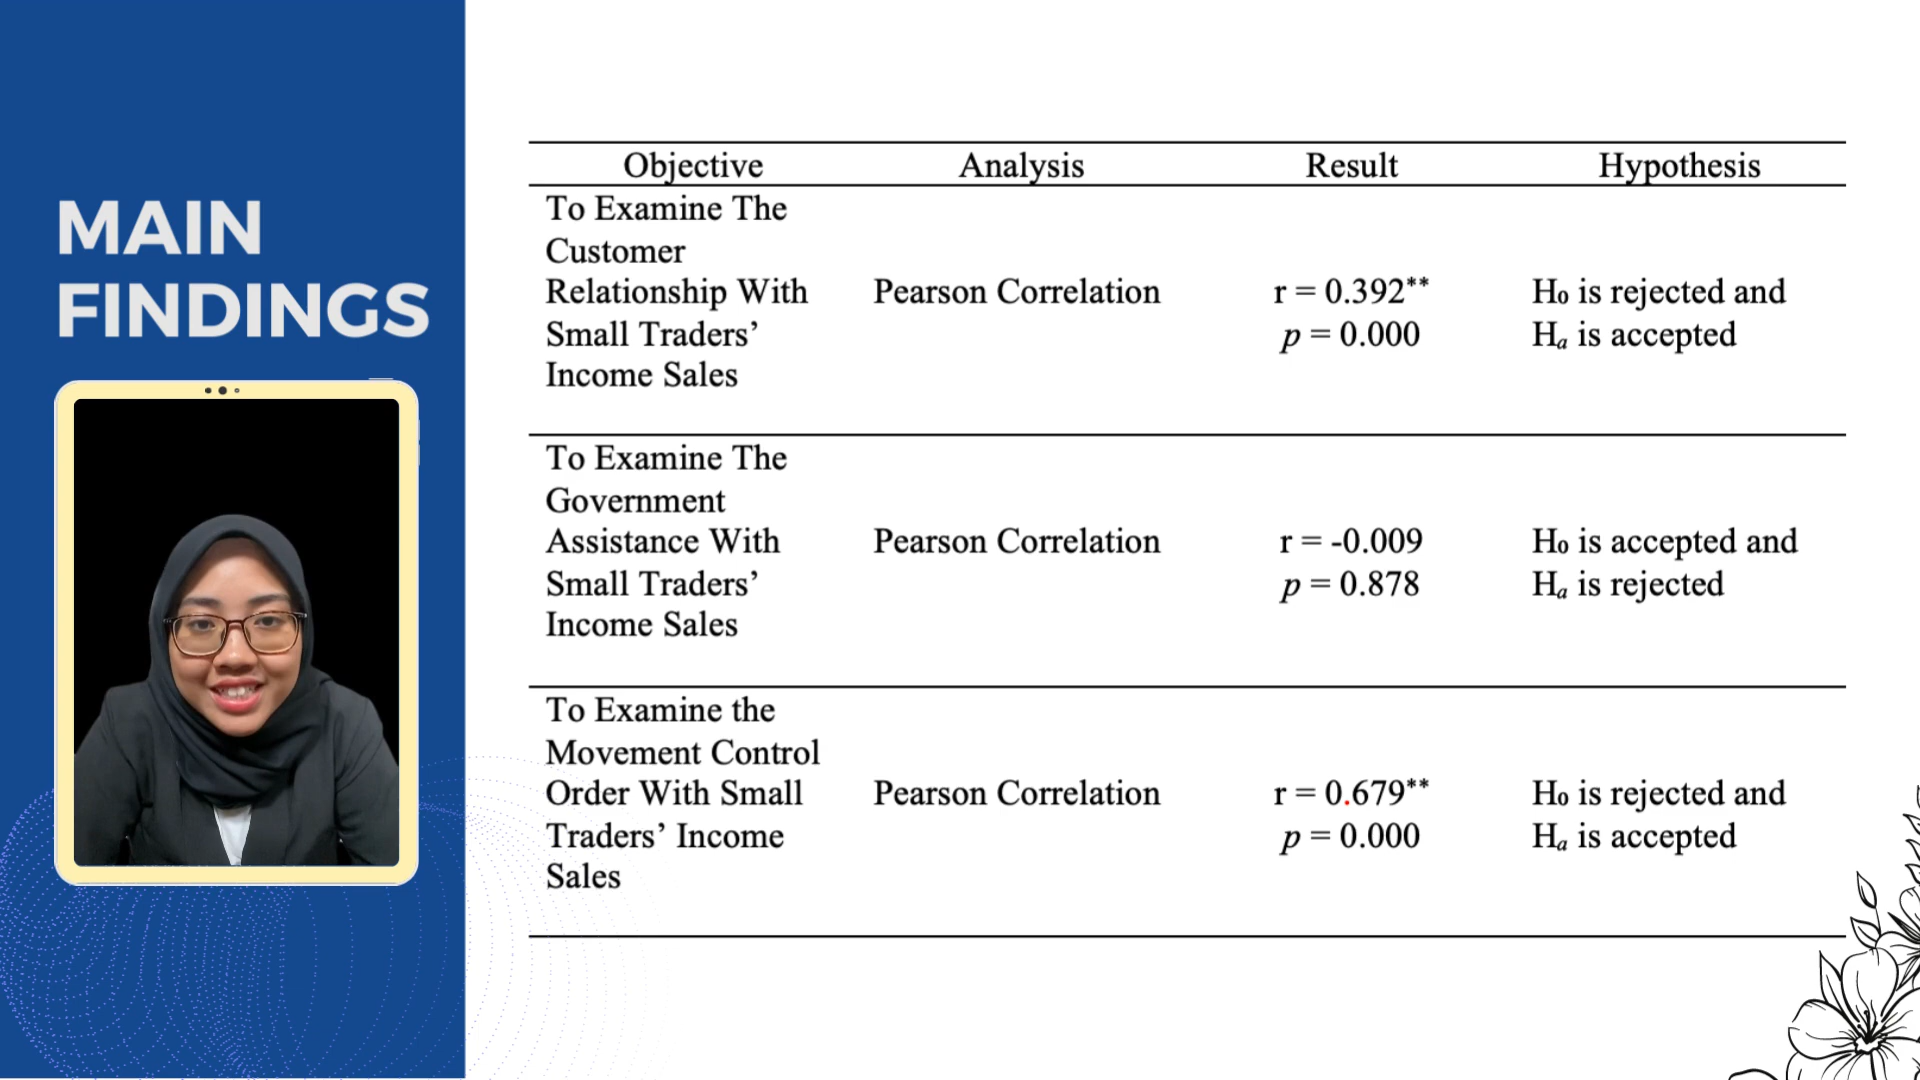 MAIN
FINDINGS
Objective Analysis Result Hypothesis
To Examine The
Customer
Relationship With Pearson Correlation r = 0.392** H₀ is rejected and
Small Traders’ p = 0.000 Hₐ is accepted
Income Sales
To Examine The
Government
Assistance With Pearson Correlation r = -0.009 H₀ is accepted and
Small Traders’ p = 0.878 Hₐ is rejected
Income Sales
To Examine the
Movement Control
Order With Small Pearson Correlation r = 0.679** H₀ is rejected and
Traders’ Income p = 0.000 Hₐ is accepted
Sales